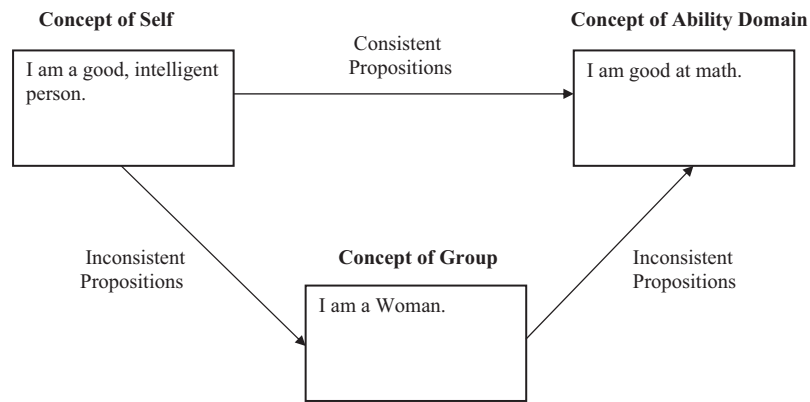 Concept of Self
Concept of Ability Domain
I am a good, intelligent
person.
Consistent
Propositions
I am good at math.
Inconsistent
Propositions
Concept of Group
Inconsistent
Propositions
I am a Woman.